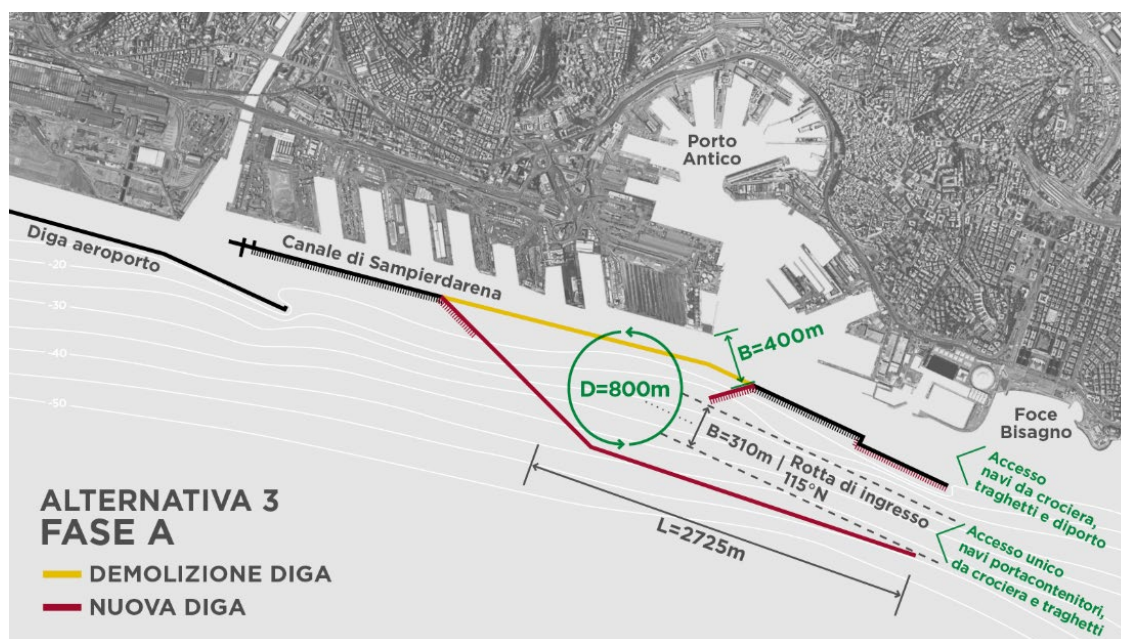 Porto
Antico
Diga aeroporto
Canale di Sampierdarena
-20
-30
-40
-50
B=400m
D=800m
B=310m | Rotta di ingresso
115°N
L=2725m
Foce
Bisagno
Accesso
navi da crociera,
traghetti e diporto
Accesso unico
navi portacontenitori,
da crociera e traghetti
ALTERNATIVA 3
FASE A
DEMOLIZIONE DIGA
NUOVA DIGA